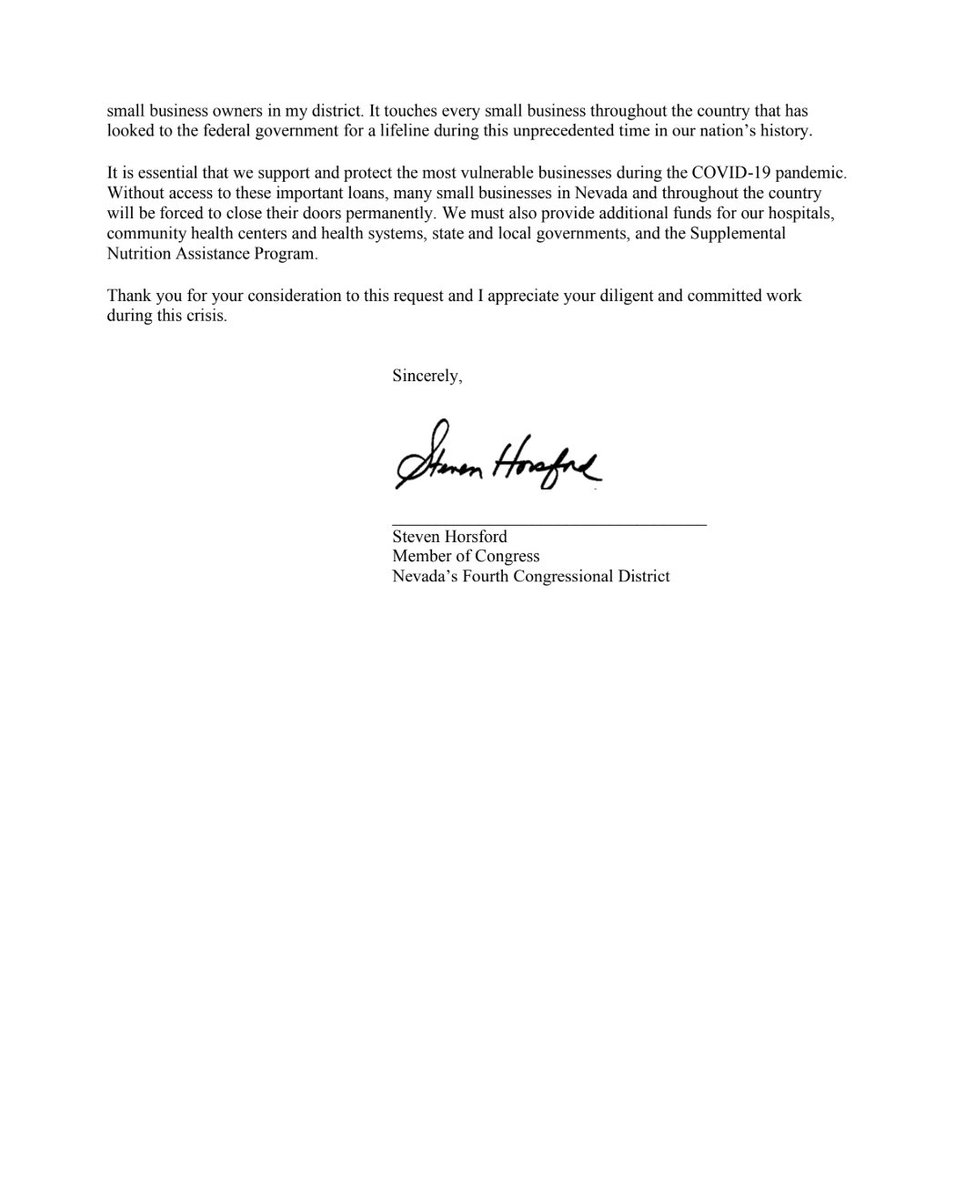 small business owners in my district. It touches every small business throughout the country that has
looked to the federal government for a lifeline during this unprecedented time in our nation’s history.
It is essential that we support and protect the most vulnerable businesses during the COVID-19 pandemic.
Without access to these important loans, many small businesses in Nevada and throughout the country
will be forced to close their doors permanently. We must also provide additional funds for our hospitals,
community health centers and health systems, state and local governments, and the Supplemental
Nutrition Assistance Program.
Thank you for your consideration to this request and I appreciate your diligent and committed work
during this crisis.
Sincerely,
Steven Horsford
Steven Horsford
Member of Congress
Nevada’s Fourth Congressional District